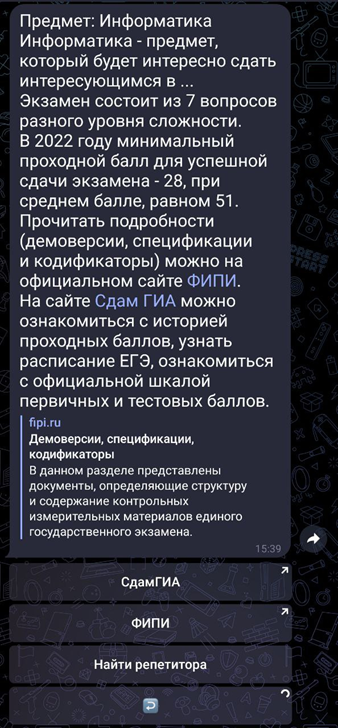 Предмет: Информатика
Информатика - предмет,
который будет интересно сдать
интересующимся в ...
Экзамен состоит из 7 вопросов
разного уровня сложности.
В 2022 году минимальный
проходной балл для успешной
сдачи экзамена - 28, при
среднем балле, равном 51.
Прочитать подробности
(демоверсии, спецификации
и кодификаторы) можно на
официальном сайте ФИПИ.
На сайте Сдам ГИА можно
ознакомиться с историей
проходных баллов, узнать
расписание ЕГЭ, ознакомиться
с официальной шкалой
первичных и тестовых баллов.
fipi.ru
Демоверсии, спецификации,
кодификаторы
В данном разделе представлены
документы, определяющие структуру
и содержание контрольных
измерительных материалов единого
государственного экзамена.
15:39
СдамГИА
ФИПИ
Найти репетитора
PRESS
START